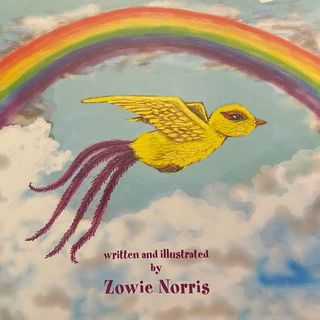 written and illustrated
by
Zowie Norris